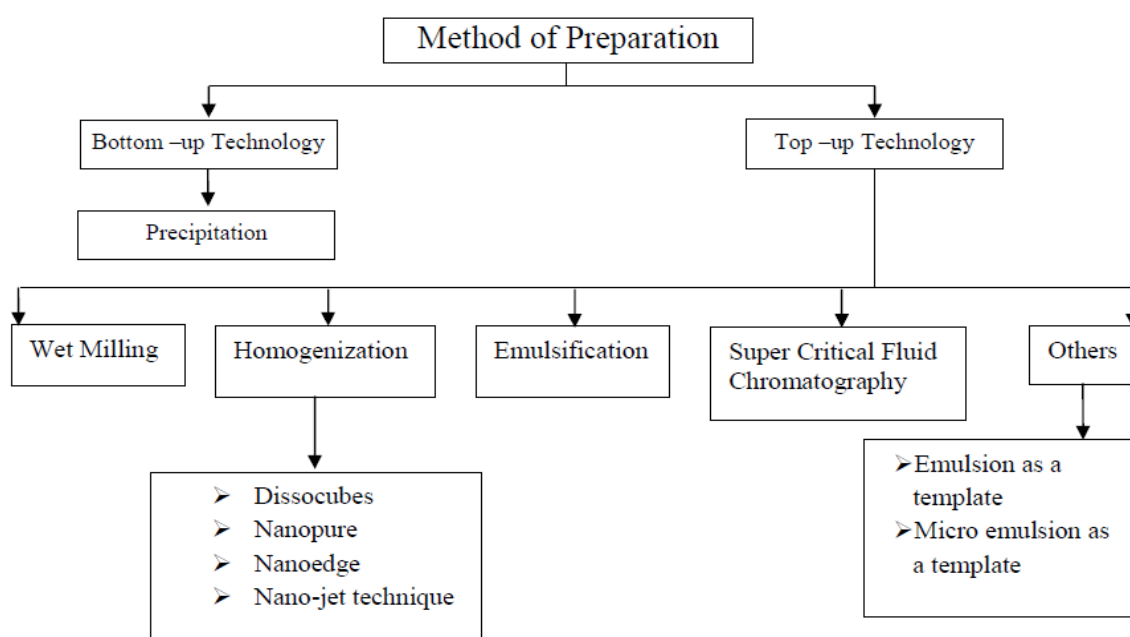 Method of Preparation
Bottom –up Technology
Top –up Technology
Precipitation
Wet Milling
Homogenization
Emulsification
Super Critical Fluid
Chromatography
Others
➢ Dissocubes
➢ Nanopure
➢ Nanoedge
➢ Nano-jet technique
➢Emulsion as a
template
➢Micro emulsion as
a template